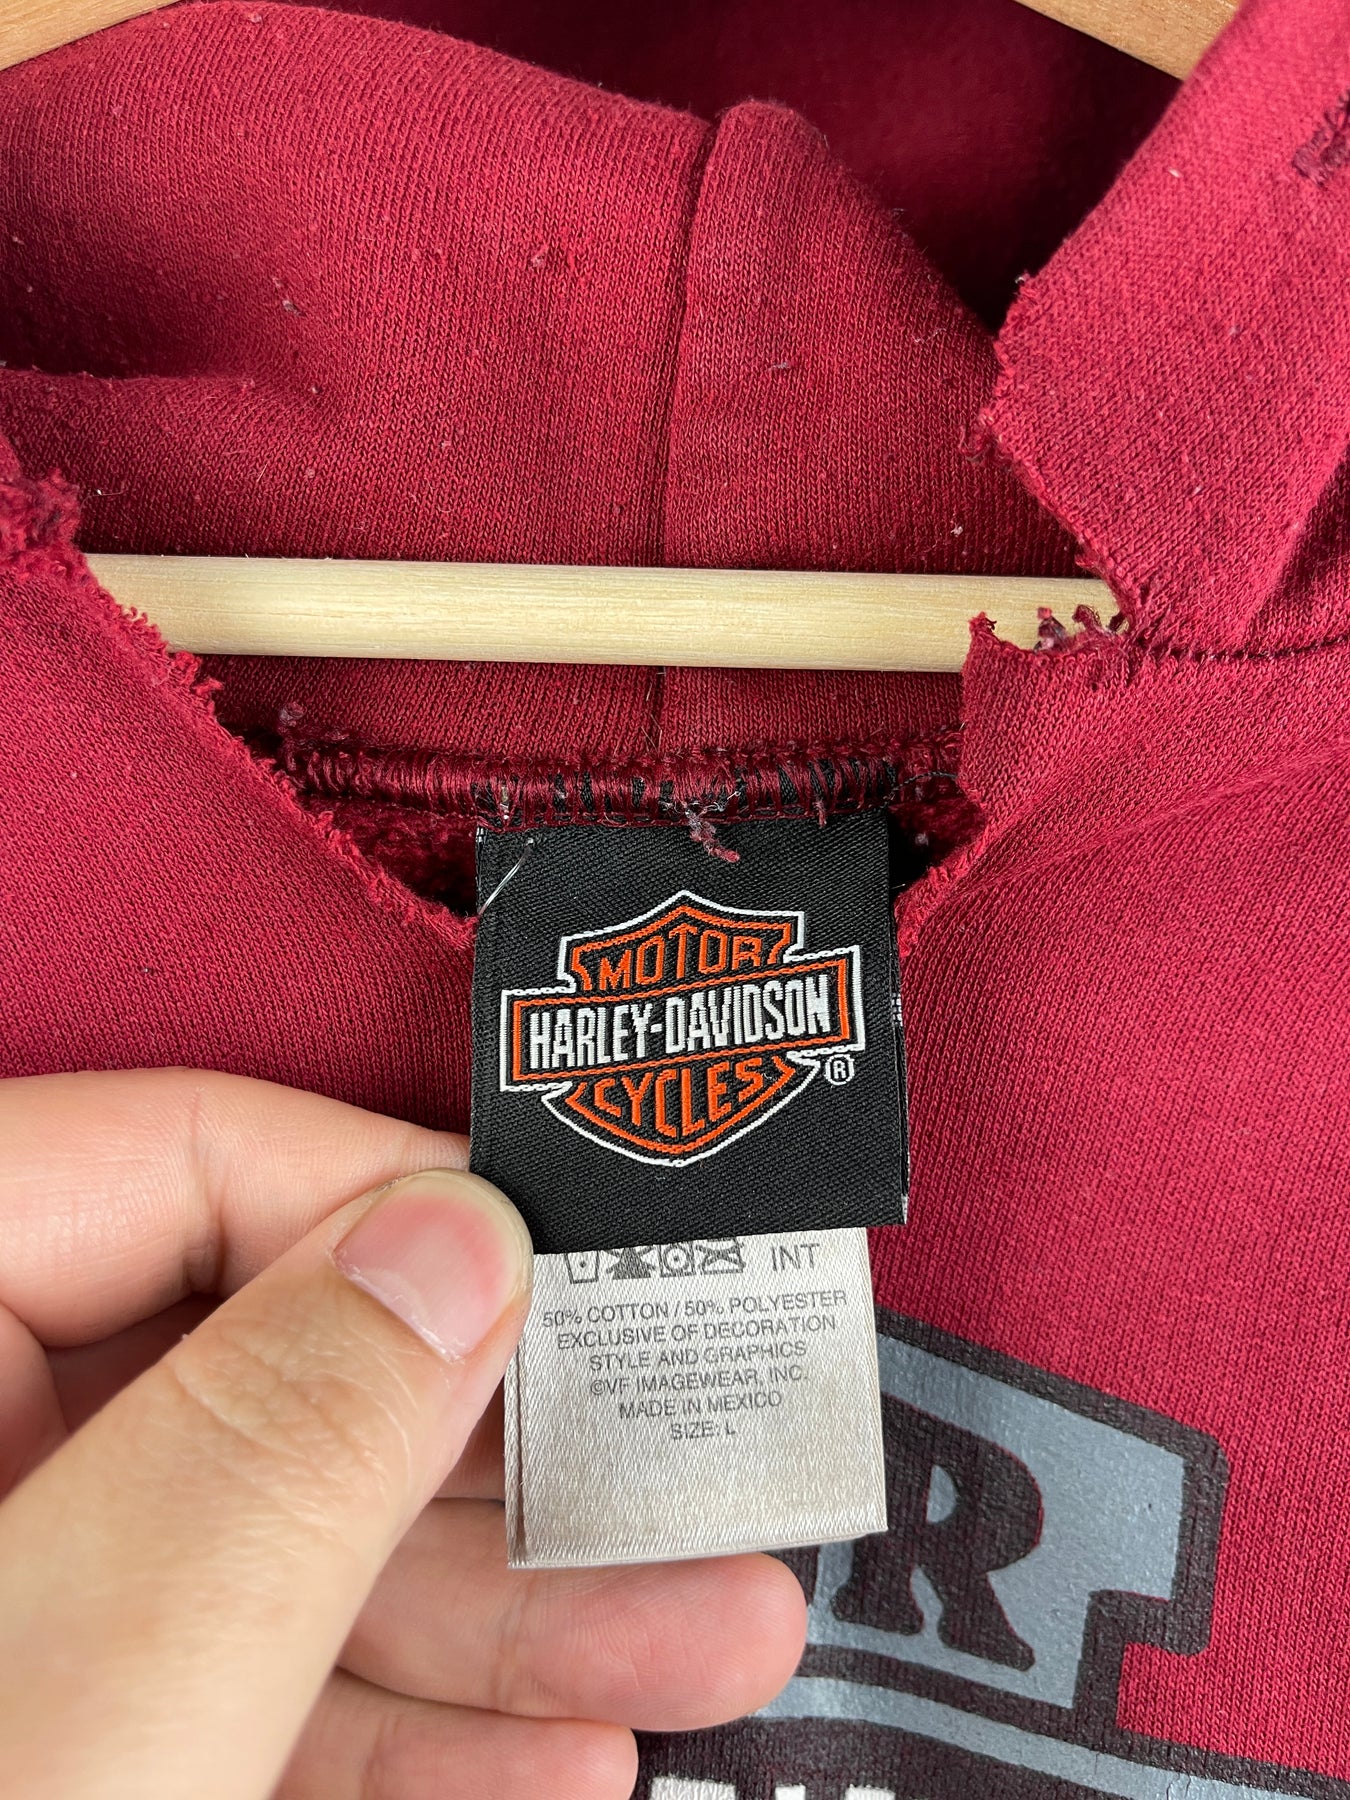 MOTOR
HARLEY-DAVIDSON
CYCLES
®
INT
50% COTTON / 50% POLYESTER
EXCLUSIVE OF DECORATION
STYLE AND GRAPHICS
©VF IMAGEWEAR, INC.
MADE IN MEXICO
SIZE: L
R